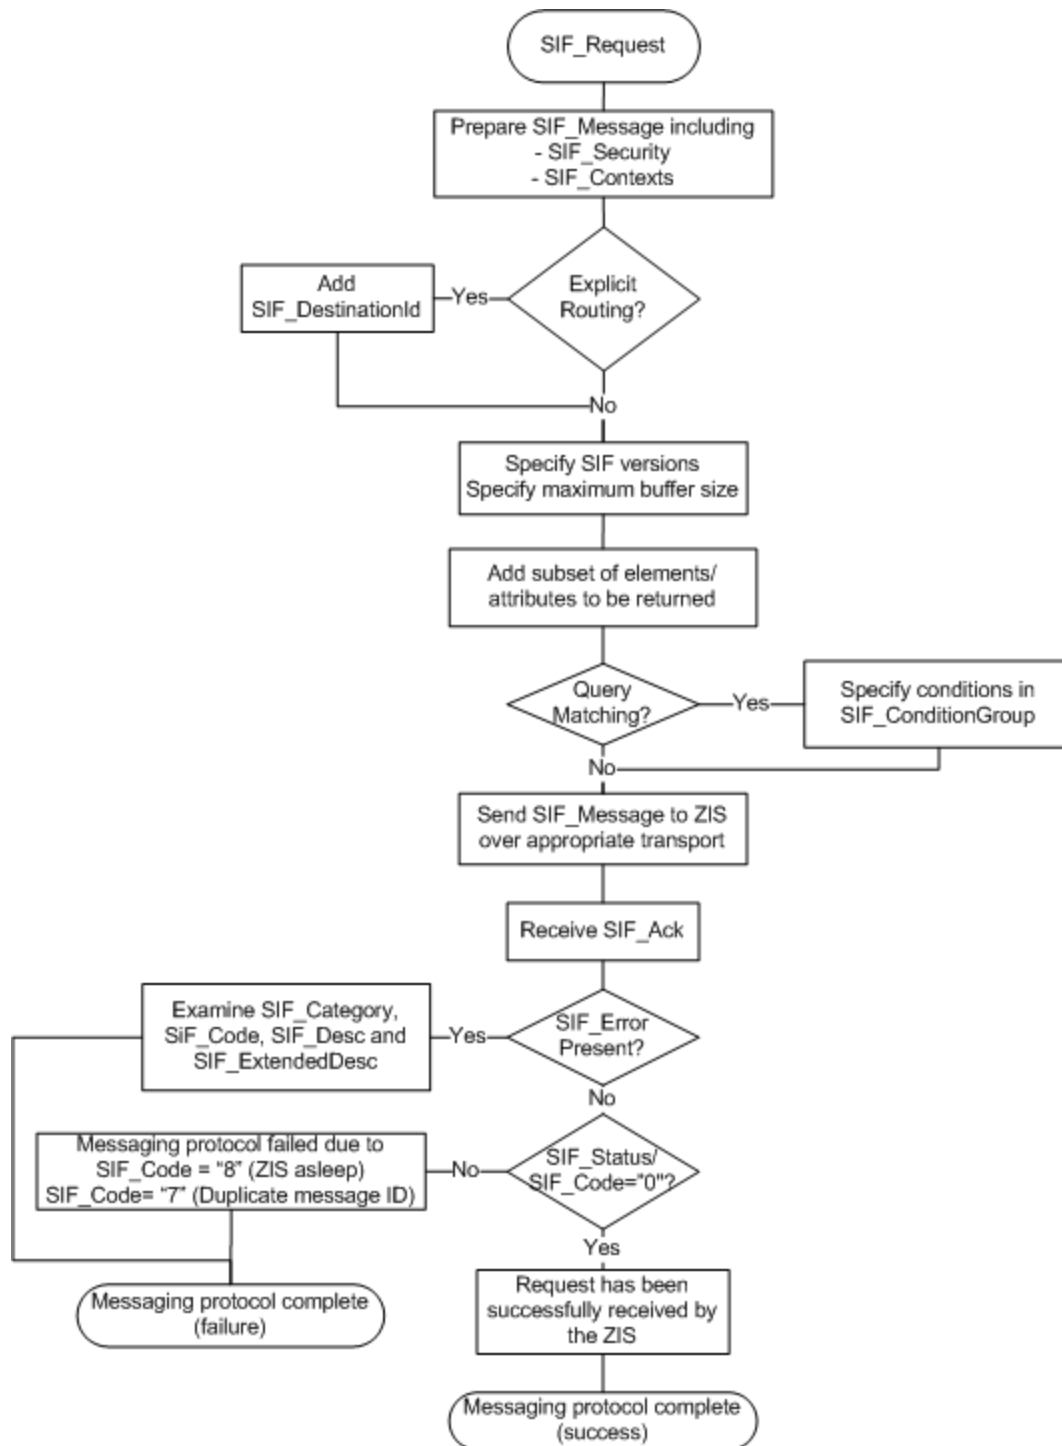 SIF_Request
Prepare SIF_Message including
- SIF_Security
- SIF_Contexts
Explicit
Routing?
Yes
Add
SIF_DestinationId
No
Specify SIF versions
Specify maximum buffer size
Add subset of elements/
attributes to be returned
Query
Matching?
Yes
Specify conditions in
SIF_ConditionGroup
No
Send SIF_Message to ZIS
over appropriate transport
Receive SIF_Ack
SIF_Error
Present?
Yes
Examine SIF_Category,
SiF_Code, SIF_Desc and
SIF_ExtendedDesc
No
SIF_Status/
SIF_Code="0"?
No
Messaging protocol failed due to
SIF_Code = “8” (ZIS asleep)
SIF_Code= “7” (Duplicate message ID)
Yes
Request has been
successfully received by
the ZIS
Messaging protocol complete
(failure)
Messaging protocol complete
(success)